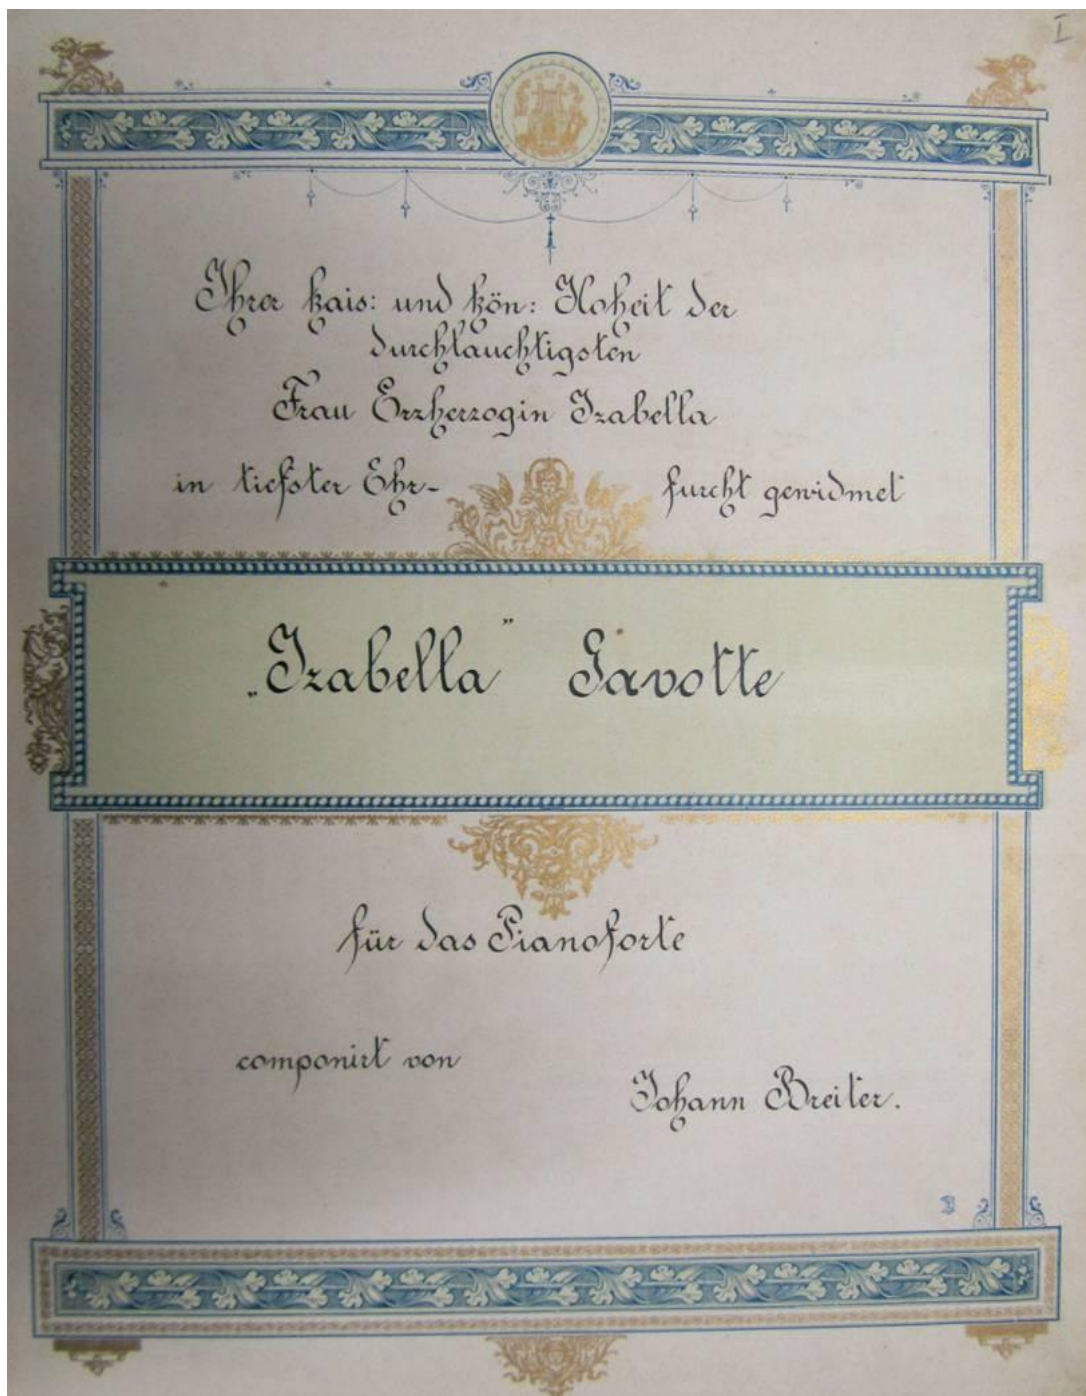 I
Ihrer kais: und kön: Hoheit der
durchlauchtigsten
Frau Erzherzogin Izabella
in tiefster Ehr- furcht gewidmet
„Izabella” Gavotte
für das Pianoforte
componirt von
Johann Breiter.